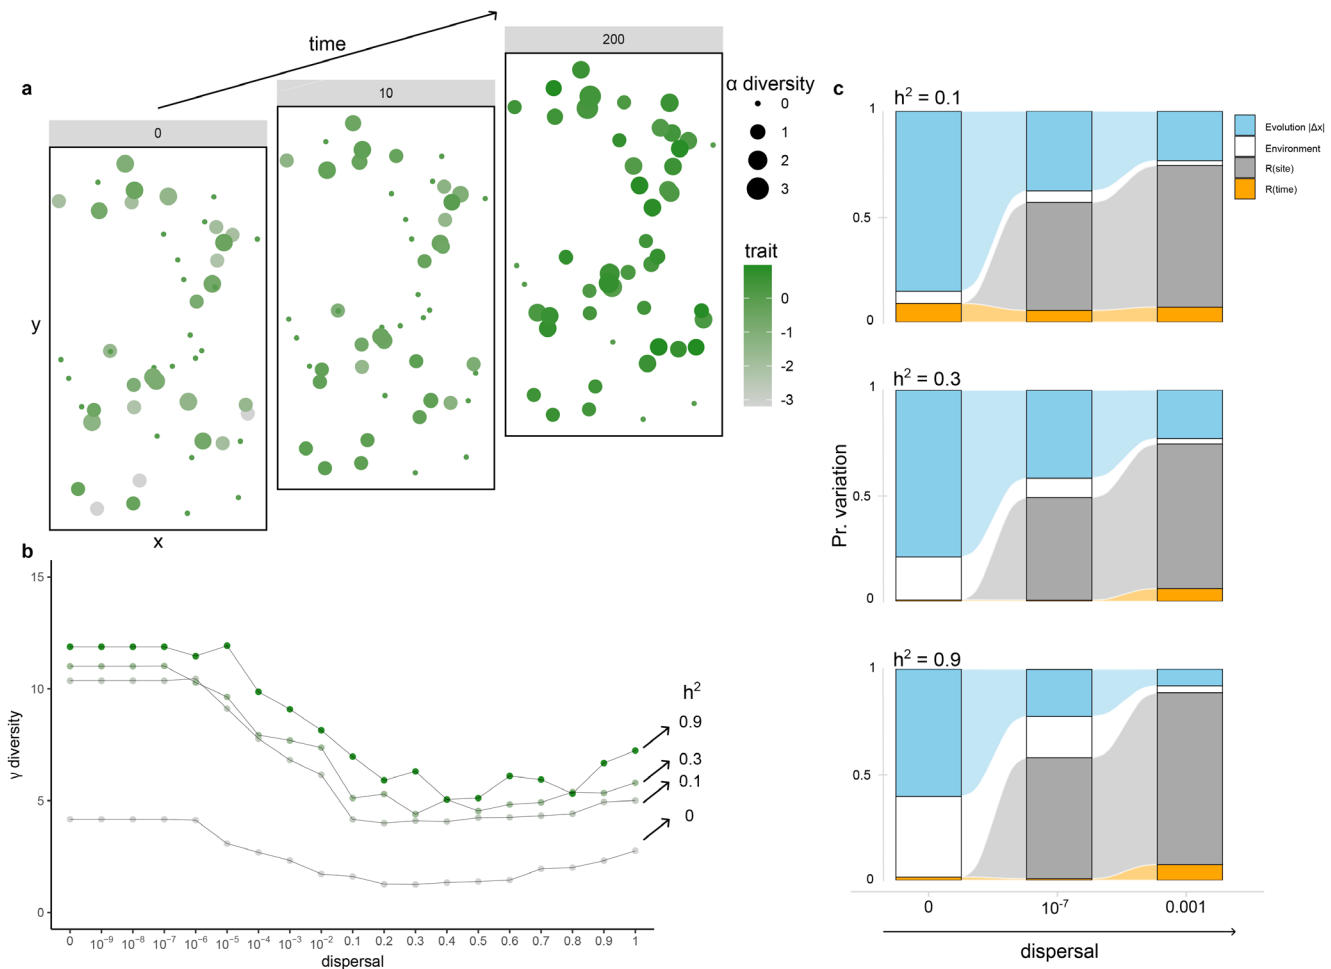 a
time
0
10
200
y
x
α diversity
0
1
2
3
trait
0
-1
-2
-3
b
γ diversity
15
10
5
0
0 10⁻⁹ 10⁻⁸ 10⁻⁷ 10⁻⁶ 10⁻⁵ 10⁻⁴ 10⁻³ 10⁻² 0.1 0.2 0.3 0.4 0.5 0.6 0.7 0.8 0.9 1
dispersal
h²
0.9
0.3
0.1
0
c
h² = 0.1
1
0.5
0
Evolution |Δx|
Environment
R(site)
R(time)
h² = 0.3
1
0.5
0
Pr. variation
h² = 0.9
1
0.5
0
0 10⁻⁷ 0.001
dispersal